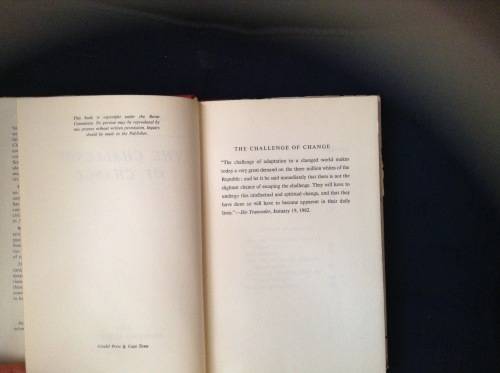 This book is copyright under the Berne
Convention. No portion may be reproduced by
any process without written permission. Inquiry
should be made to the Publisher.
THE CHALLENGE OF CHANGE
"The challenge of adaptation to a changed world makes
today a very great demand on the three million whites of the
Republic; and let it be said immediately that there is not the
slightest chance of escaping the challenge. They will have to
undergo this intellectual and spiritual change, and that they
have done so will have to become apparent in their daily
lives."—Die Transvaler, January 19, 1962.
Citadel Press • Cape Town